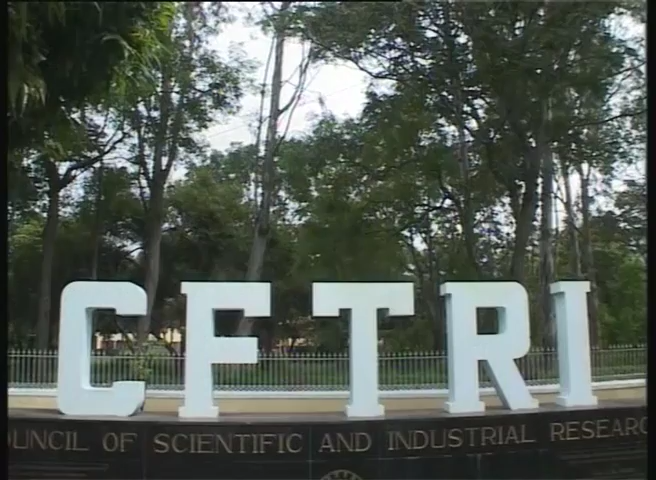 CFTRI
OUNCIL OF SCIENTIFIC AND INDUSTRIAL RESEARC